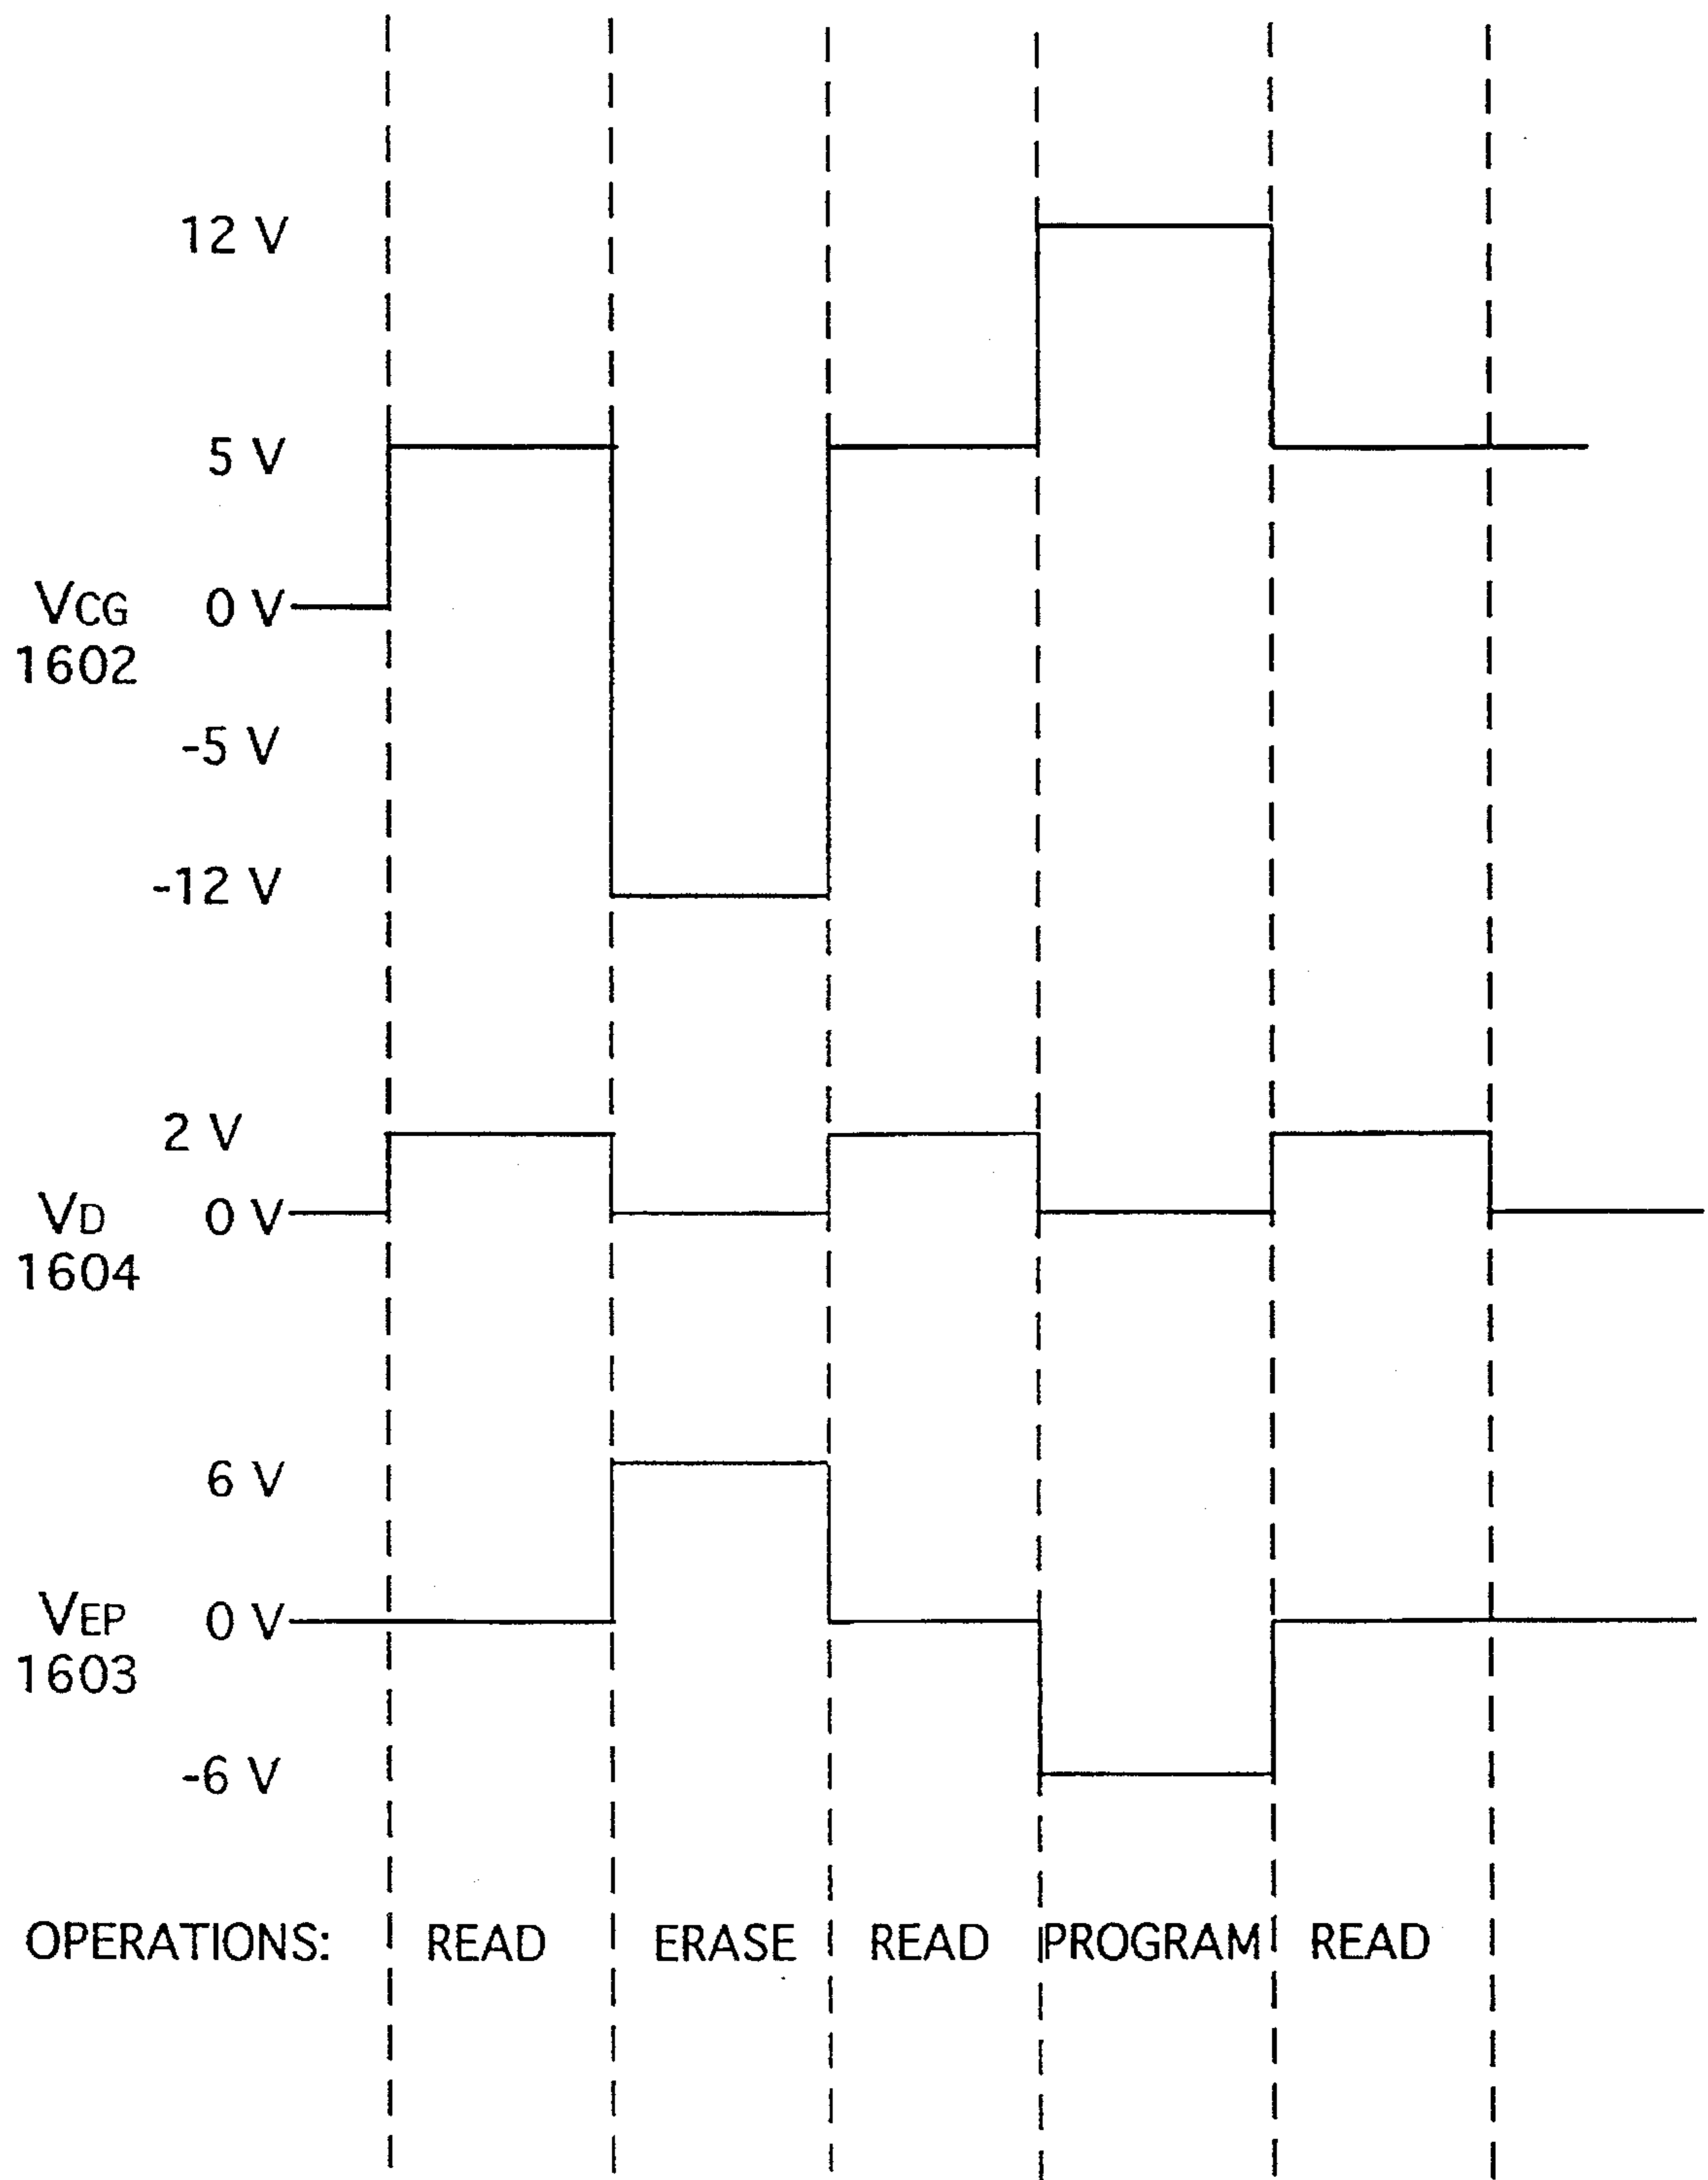 12 V
5 V
VCG 0 V
1602
-5 V
-12 V
2 V
VD 0 V
1604
6 V
VEP 0 V
1603
-6 V
OPERATIONS: READ ERASE READ PROGRAM READ